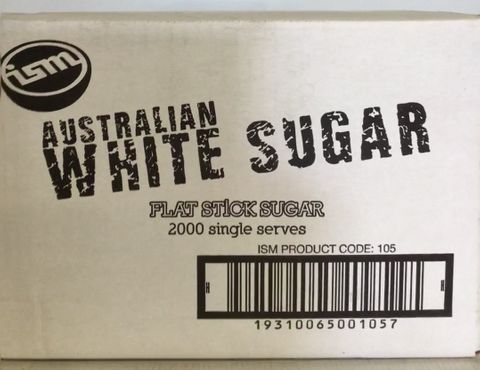 ism
AUSTRALIAN
WHITE SUGAR
FLAT STICK SUGAR
2000 single serves
ISM PRODUCT CODE: 105
H H
19310065001057